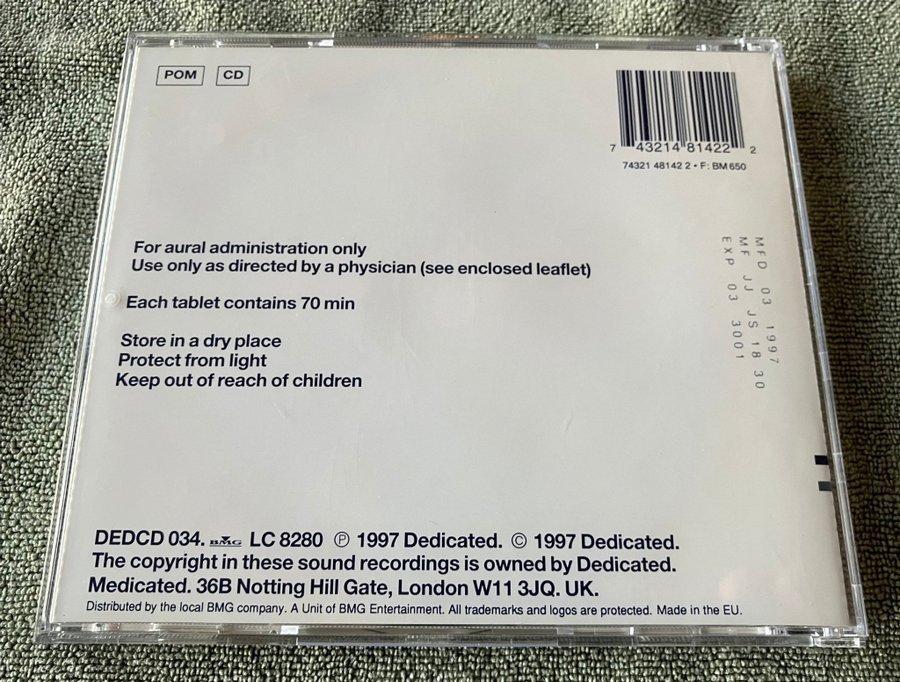 POM CD
7 43214 81422 2
74321 48142 2 • F: BM 650
For aural administration only
Use only as directed by a physician (see enclosed leaflet)
Each tablet contains 70 min
Store in a dry place
Protect from light
Keep out of reach of children
MFD 03 1997
MF JJ JS 18 30
EXP 03 3001
DEDCD 034. BMG LC 8280 ℗ 1997 Dedicated. © 1997 Dedicated.
The copyright in these sound recordings is owned by Dedicated.
Medicated. 36B Notting Hill Gate, London W11 3JQ. UK.
Distributed by the local BMG company. A Unit of BMG Entertainment. All trademarks and logos are protected. Made in the EU.